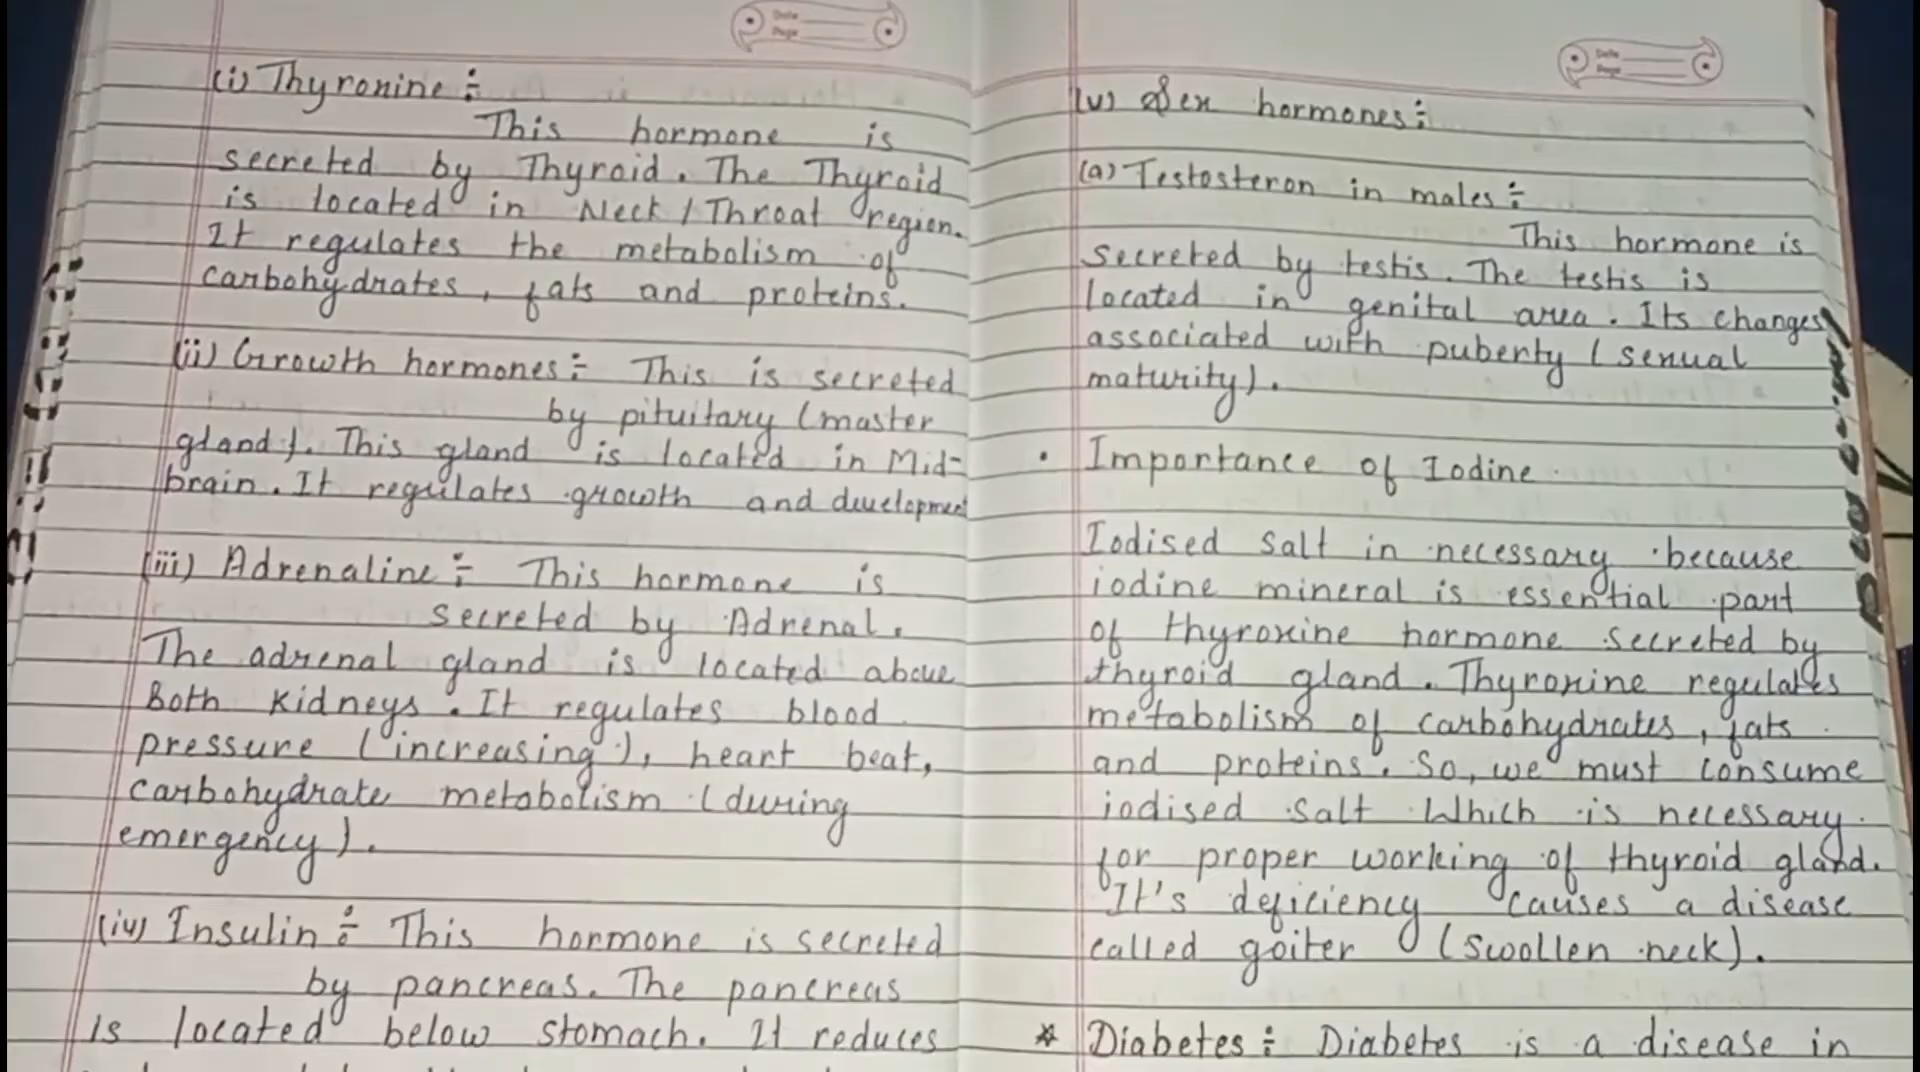 Date
Page
(i) Thyroxine ÷
This hormone is
secreted by Thyroid. The Thyroid
is located in Neck / Throat region.
It regulates the metabolism of
carbohydrates, fats and proteins.
(ii) Growth hormones ÷ This is secreted
by pituitary (master
gland). This gland is located in Mid-
brain. It regulates growth and development
(iii) Adrenaline ÷ This hormone is
secreted by Adrenal.
The adrenal gland is located above
Both Kidneys. It regulates blood
pressure (increasing), heart beat,
carbohydrate metabolism (during
emergency).
(iv) Insulin ÷ This hormone is secreted
by pancreas. The pancreas
is located below stomach. It reduces
Date
Page
(v) Sex hormones ÷
(a) Testosteron in males ÷
This hormone is
secreted by testis. The testis is
located in genital area. Its changes
associated with puberty (sexual
maturity).
• Importance of Iodine
Iodised salt in necessary because
iodine mineral is essential part
of thyroxine hormone secreted by
thyroid gland. Thyroxine regulates
metabolism of carbohydrates, fats
and proteins. So, we must consume
iodised salt Which is necessary
for proper working of thyroid gland.
It's deficiency causes a disease
called goiter (swollen neck).
* Diabetes ÷ Diabetes is a disease in